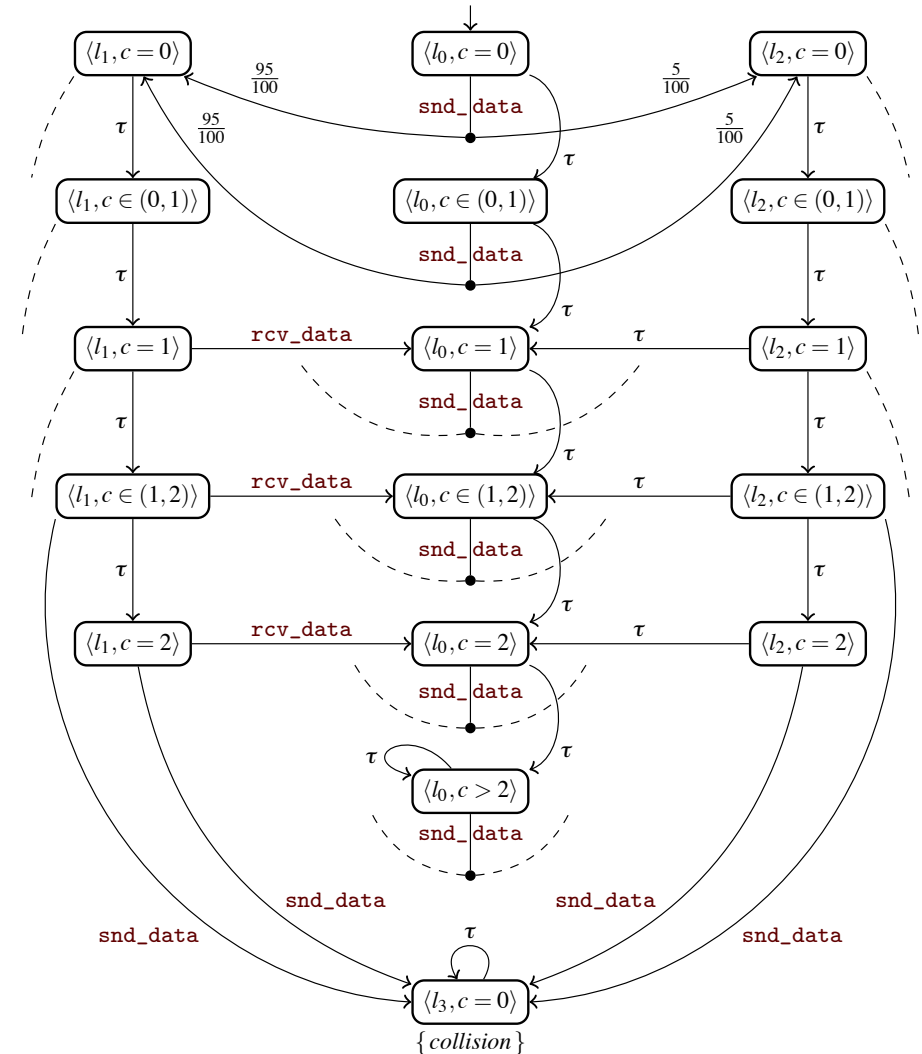 ⟨l₁, c = 0⟩ ⟨l₀, c = 0⟩ ⟨l₂, c = 0⟩
95/100 5/100
snd_data
τ 95/100 5/100 τ
τ
⟨l₁, c ∈ (0,1)⟩ ⟨l₀, c ∈ (0,1)⟩ ⟨l₂, c ∈ (0,1)⟩
snd_data
τ τ
τ
⟨l₁, c = 1⟩ rcv_data ⟨l₀, c = 1⟩ τ ⟨l₂, c = 1⟩
snd_data
τ τ
τ
⟨l₁, c ∈ (1,2)⟩ rcv_data ⟨l₀, c ∈ (1,2)⟩ τ ⟨l₂, c ∈ (1,2)⟩
snd_data
τ τ
τ
⟨l₁, c = 2⟩ rcv_data ⟨l₀, c = 2⟩ τ ⟨l₂, c = 2⟩
snd_data
τ τ
⟨l₀, c > 2⟩
snd_data
snd_data snd_data
snd_data τ snd_data
⟨l₃, c = 0⟩
{collision}